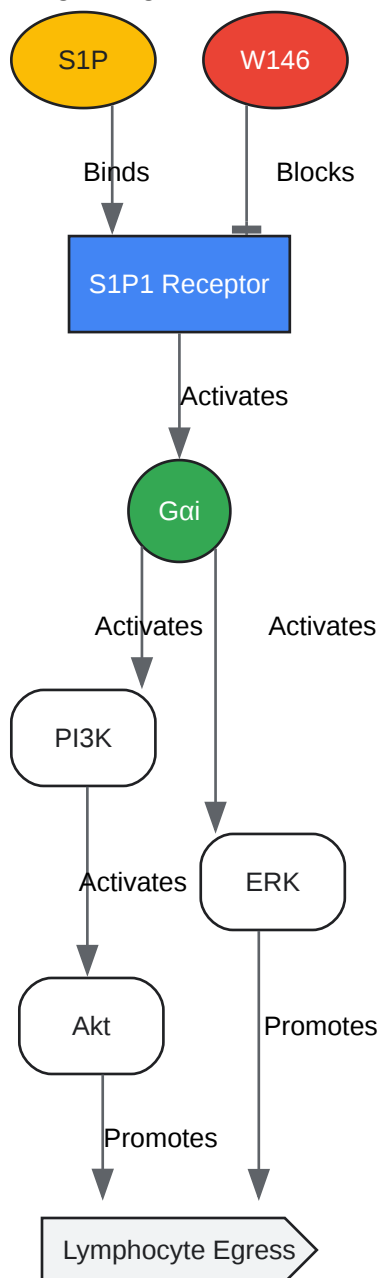 S1P
W146
Binds
Blocks
S1P1 Receptor
Activates
Gαi
Activates
Activates
PI3K
Activates
ERK
Akt
Promotes
Promotes
Lymphocyte Egress